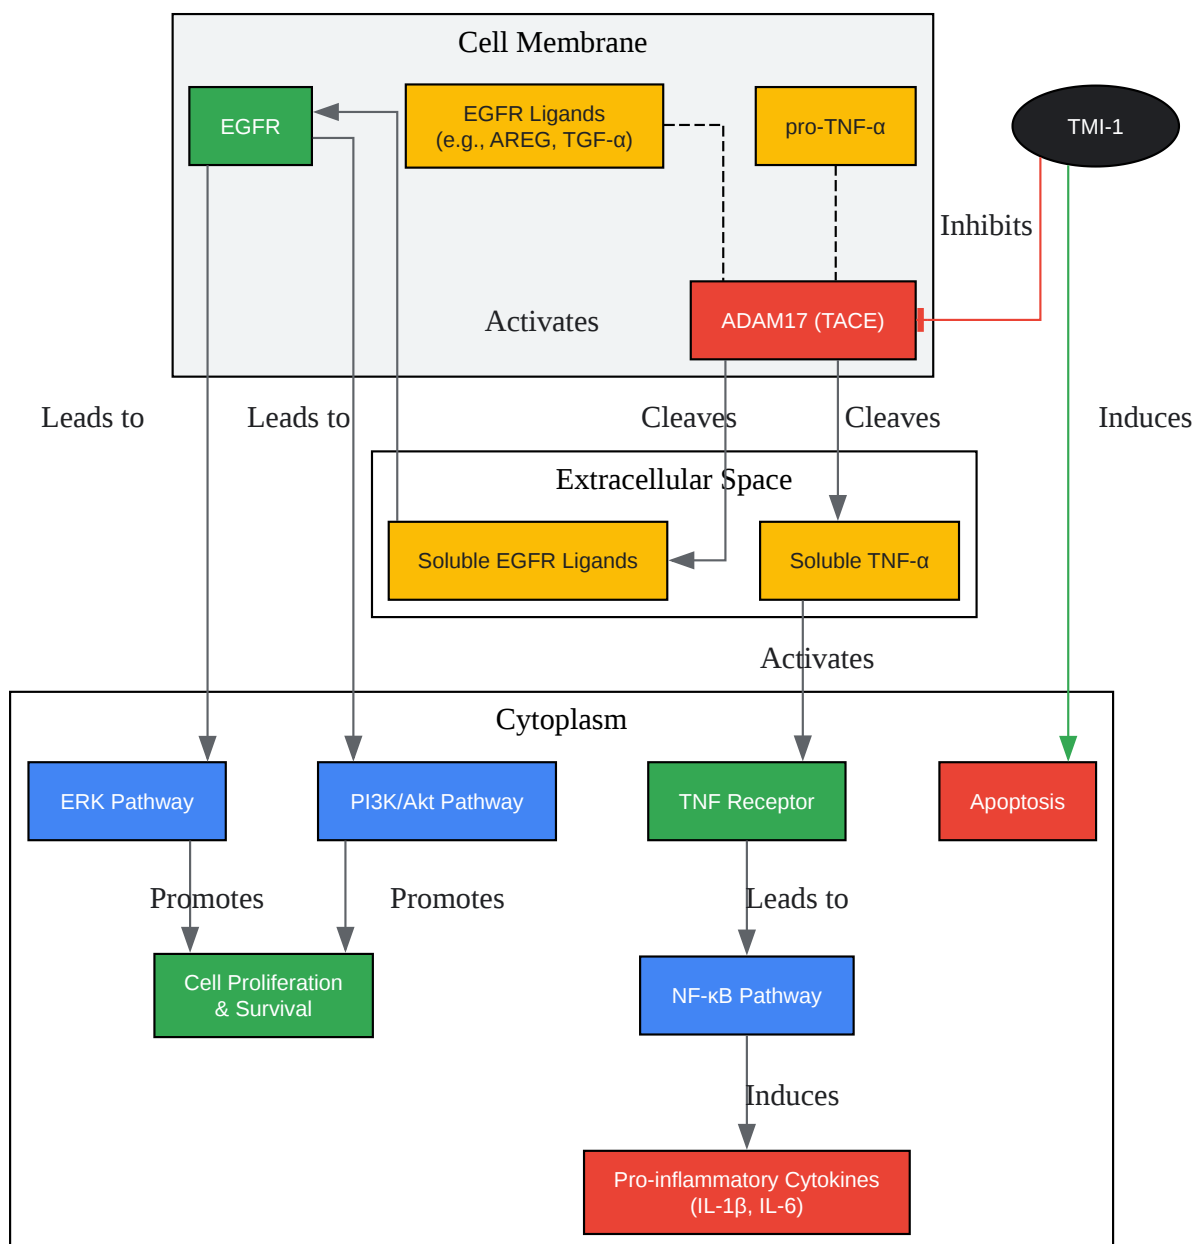 Cell Membrane
EGFR
EGFR Ligands
(e.g., AREG, TGF-α)
pro-TNF-α
TMI-1
Inhibits
Activates
ADAM17 (TACE)
Leads to
Leads to
Cleaves
Cleaves
Induces
Extracellular Space
Soluble EGFR Ligands
Soluble TNF-α
Activates
Cytoplasm
ERK Pathway
PI3K/Akt Pathway
TNF Receptor
Apoptosis
Promotes
Promotes
Leads to
Cell Proliferation
& Survival
NF-κB Pathway
Induces
Pro-inflammatory Cytokines
(IL-1β, IL-6)